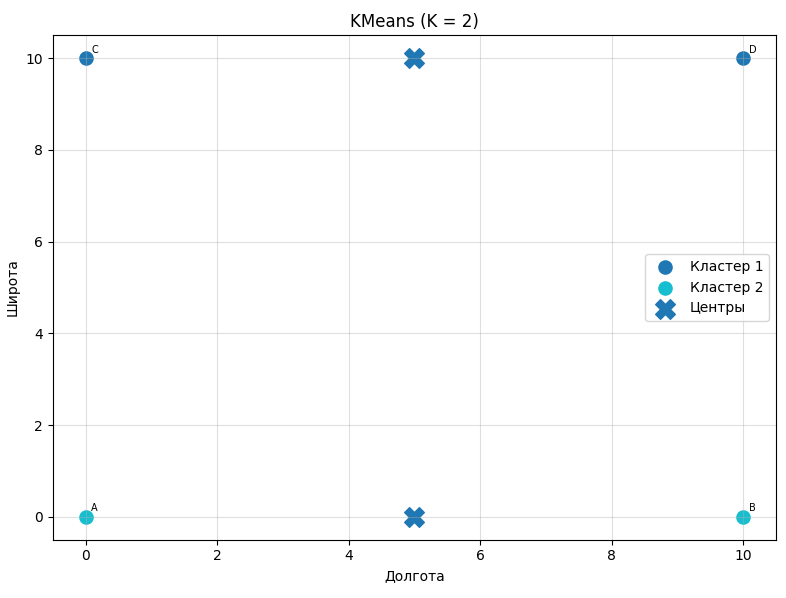 KMeans (K = 2)
Широта
10
8
6
4
2
0
C
D
A
B
Кластер 1
Кластер 2
Центры
0
2
4
6
8
10
Долгота